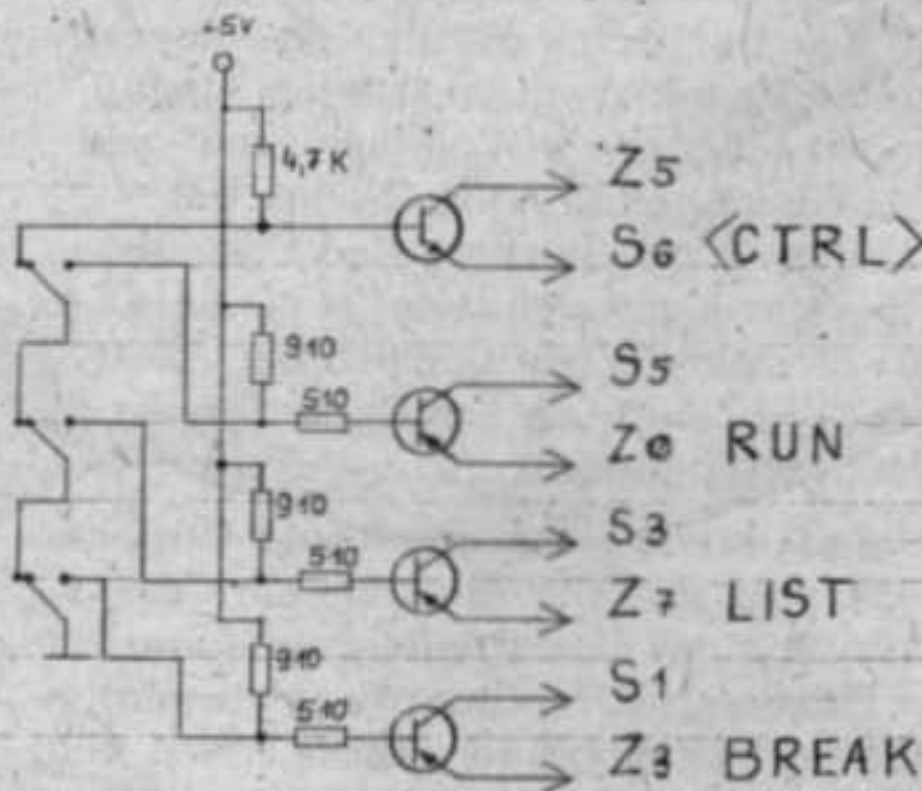 -5V
4,7K
Z5
S6 <CTRL>
910
S5
510
Z0 RUN
910
S3
510
Z7 LIST
910
S1
510
Z3 BREAK